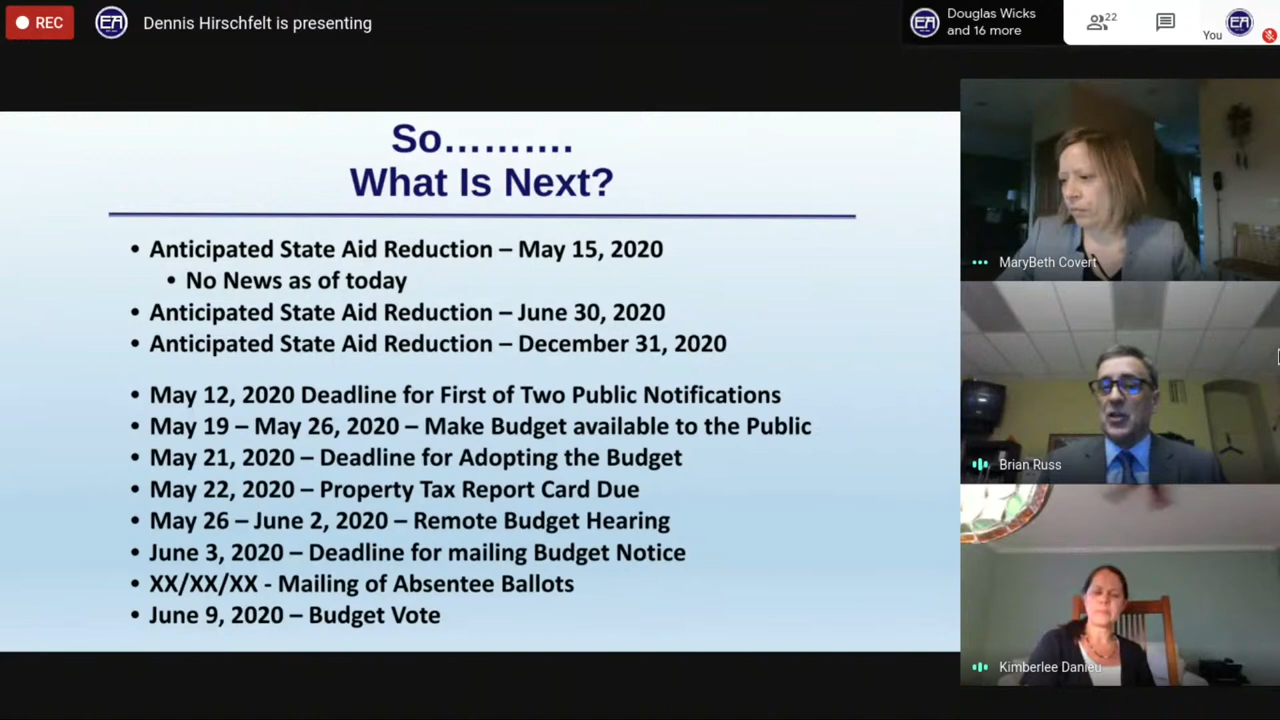 REC
EA
Dennis Hirschfelt is presenting
EA
Douglas Wicks
and 16 more
22
You
EA
So..........
What Is Next?
• Anticipated State Aid Reduction – May 15, 2020
• No News as of today
• Anticipated State Aid Reduction – June 30, 2020
• Anticipated State Aid Reduction – December 31, 2020
• May 12, 2020 Deadline for First of Two Public Notifications
• May 19 – May 26, 2020 – Make Budget available to the Public
• May 21, 2020 – Deadline for Adopting the Budget
• May 22, 2020 – Property Tax Report Card Due
• May 26 – June 2, 2020 – Remote Budget Hearing
• June 3, 2020 – Deadline for mailing Budget Notice
• XX/XX/XX - Mailing of Absentee Ballots
• June 9, 2020 – Budget Vote
MaryBeth Covert
Brian Russ
Kimberlee Danieu